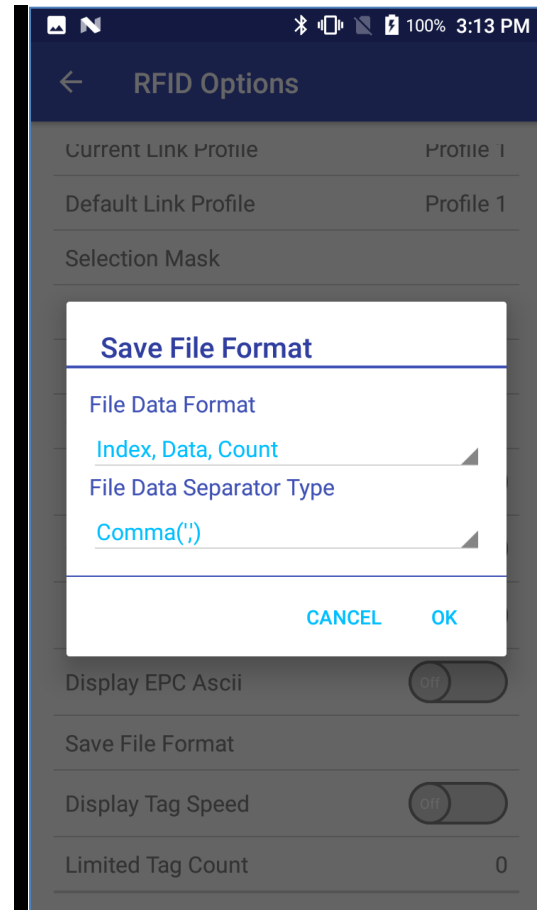 100% 3:13 PM
RFID Options
Current Link Profile Profile 1
Default Link Profile Profile 1
Selection Mask
Save File Format
File Data Format
Index, Data, Count
File Data Separator Type
Comma(',')
CANCEL OK
Display EPC Ascii Off
Save File Format
Display Tag Speed Off
Limited Tag Count 0